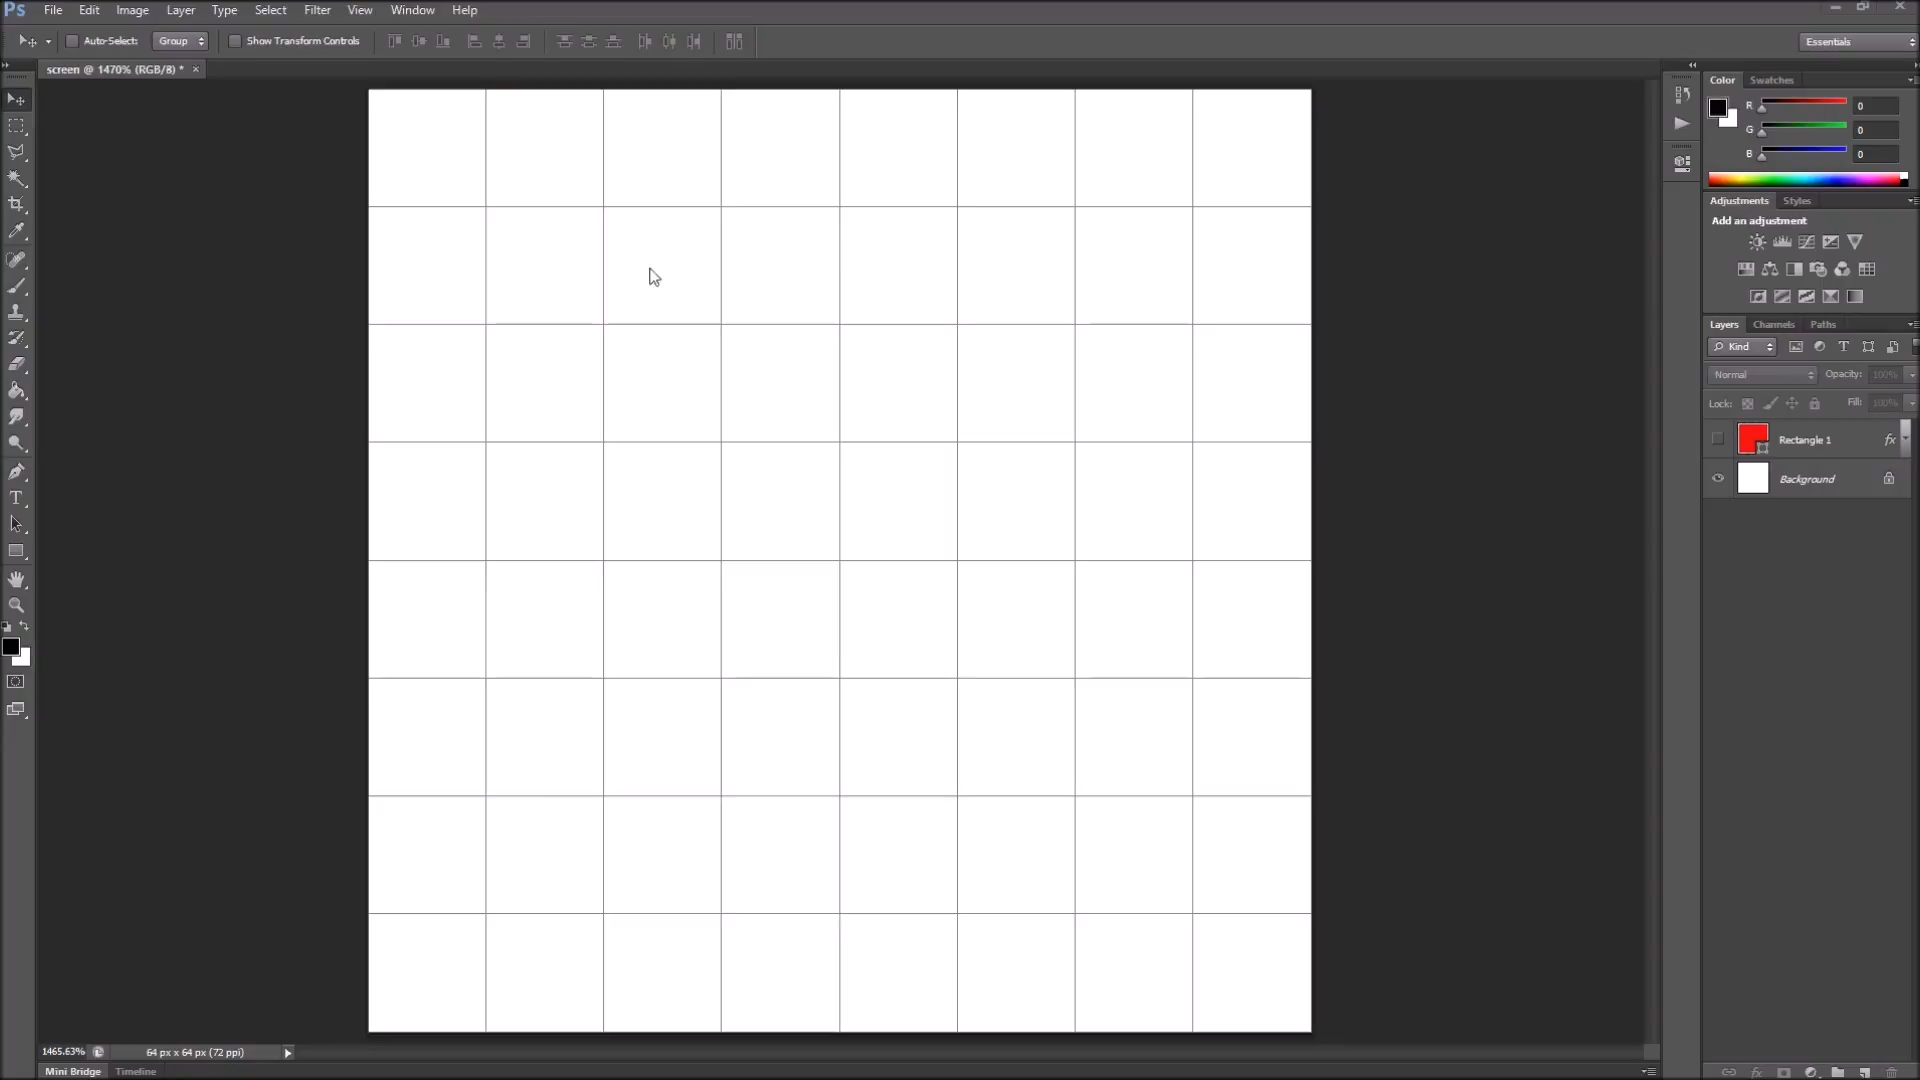 Ps File Edit Image Layer Type Select Filter View Window Help
Auto-Select: Group Show Transform Controls Essentials
screen @ 1470% (RGB/8) * ×
Color Swatches
R 0
G 0
B 0
Adjustments Styles
Add an adjustment
Layers Channels Paths
Kind T
Normal Opacity: 100%
Lock: Fill: 100%
Rectangle 1 fx
Background
T
1465.63% 64 px x 64 px (72 ppi)
Mini Bridge Timeline
fx